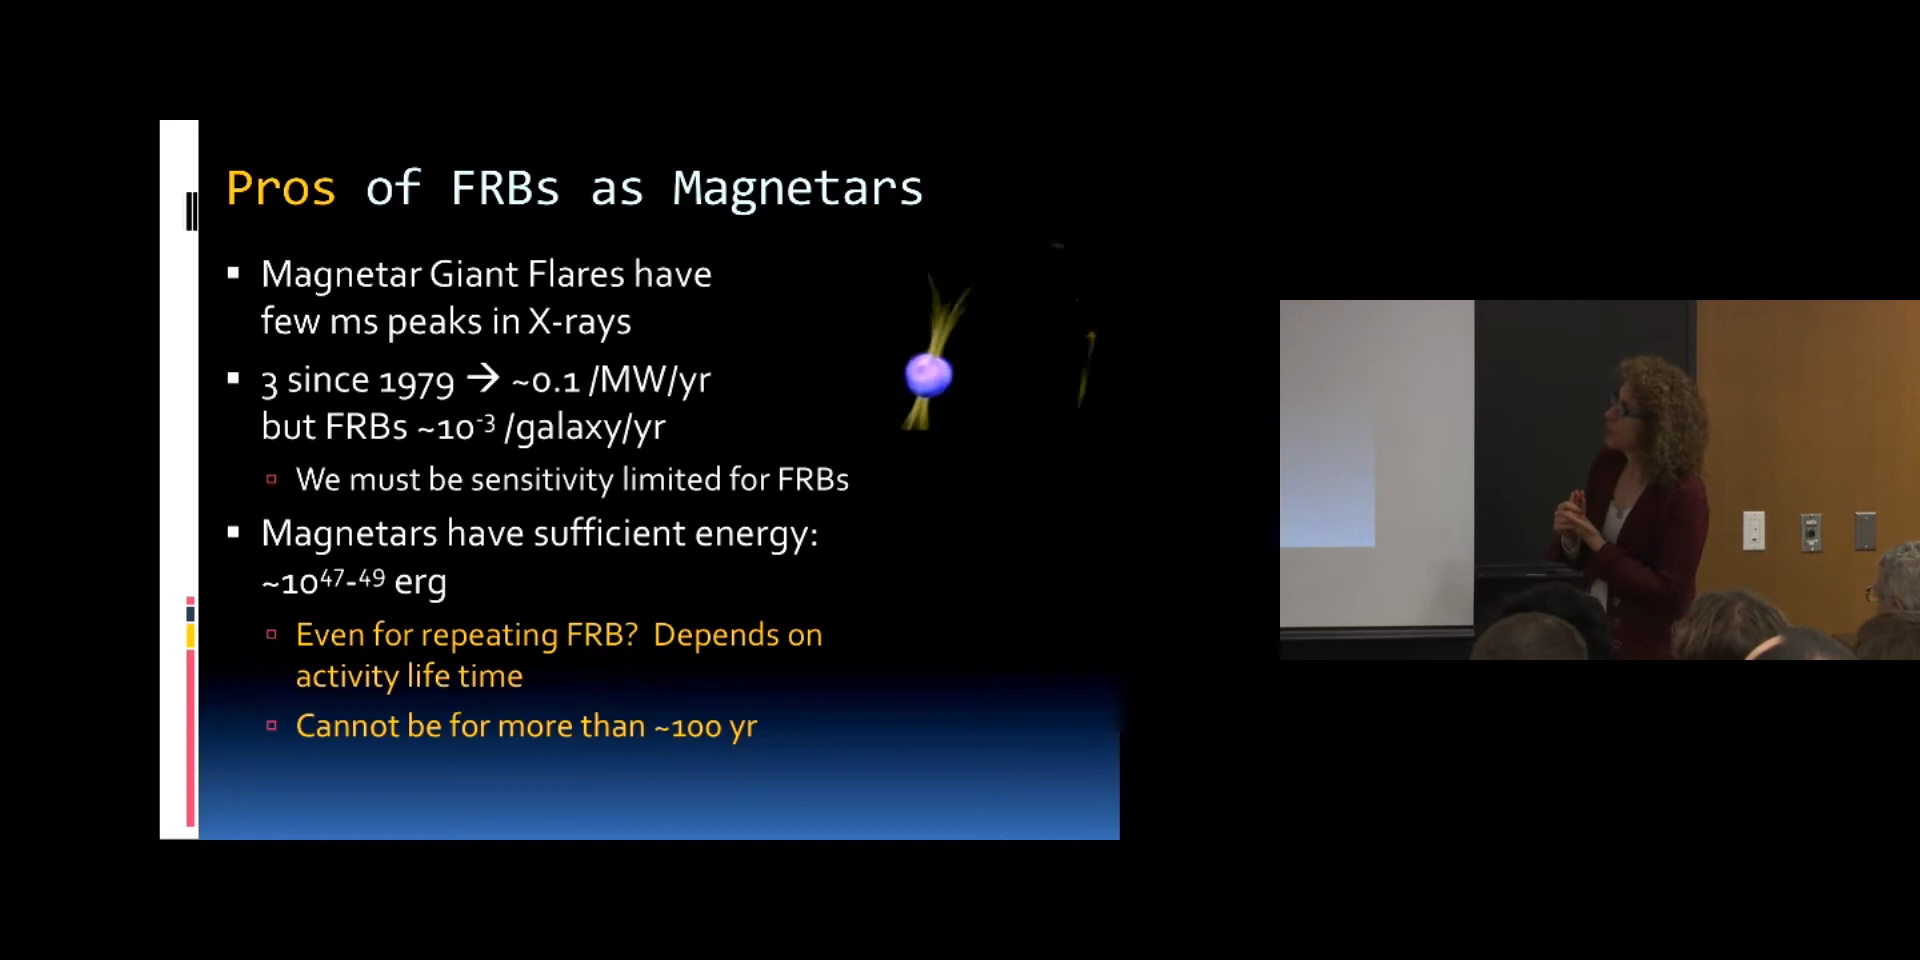 Pros of FRBs as Magnetars
Magnetar Giant Flares have
few ms peaks in X-rays
3 since 1979 → ~0.1 /MW/yr
but FRBs ~10⁻³ /galaxy/yr
We must be sensitivity limited for FRBs
Magnetars have sufficient energy:
~10⁴⁷-⁴⁹ erg
Even for repeating FRB? Depends on
activity life time
Cannot be for more than ~100 yr